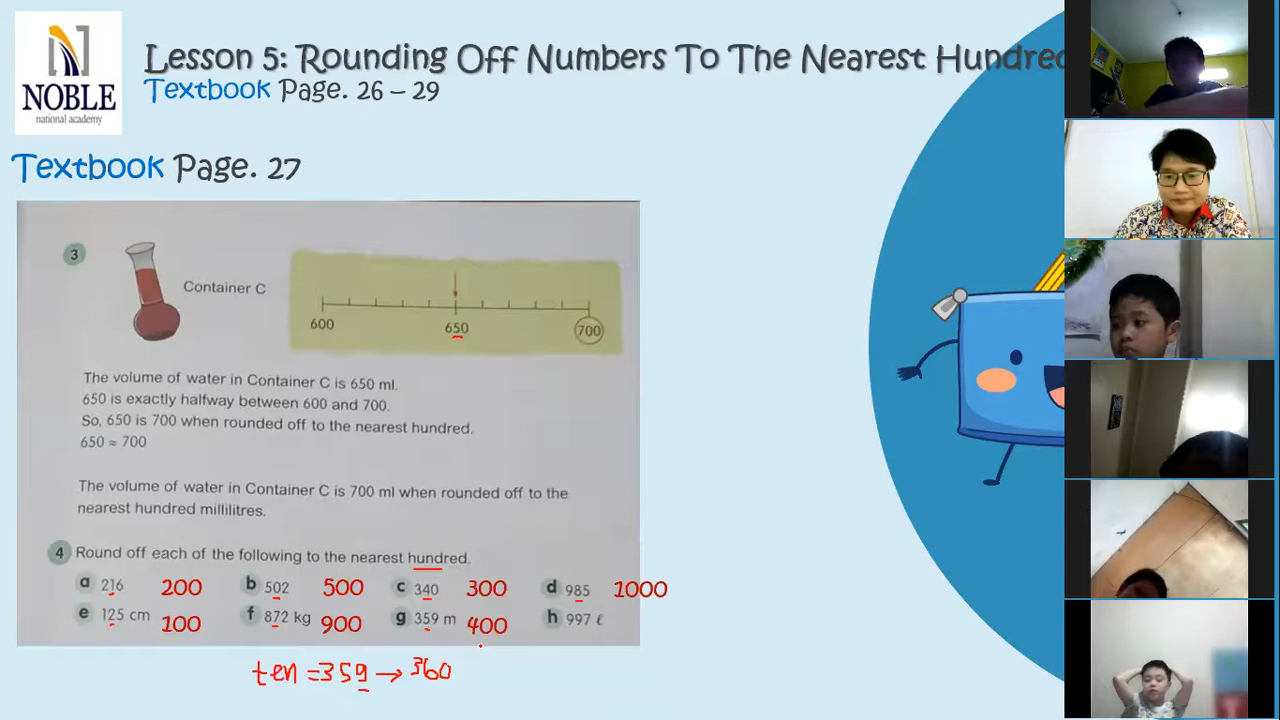 NOBLE
national academy
Lesson 5: Rounding Off Numbers To The Nearest Hundred
Textbook Page. 26 – 29
Textbook Page. 27
3
Container C
600 650 700
The volume of water in Container C is 650 ml.
650 is exactly halfway between 600 and 700.
So, 650 is 700 when rounded off to the nearest hundred.
650 ≈ 700
The volume of water in Container C is 700 ml when rounded off to the
nearest hundred millilitres.
4 Round off each of the following to the nearest hundred.
a 216 200 b 502 500 c 340 300 d 985 1000
e 125 cm 100 f 872 kg 900 g 359 m 400 h 997 ℓ
ten = 359 → 360